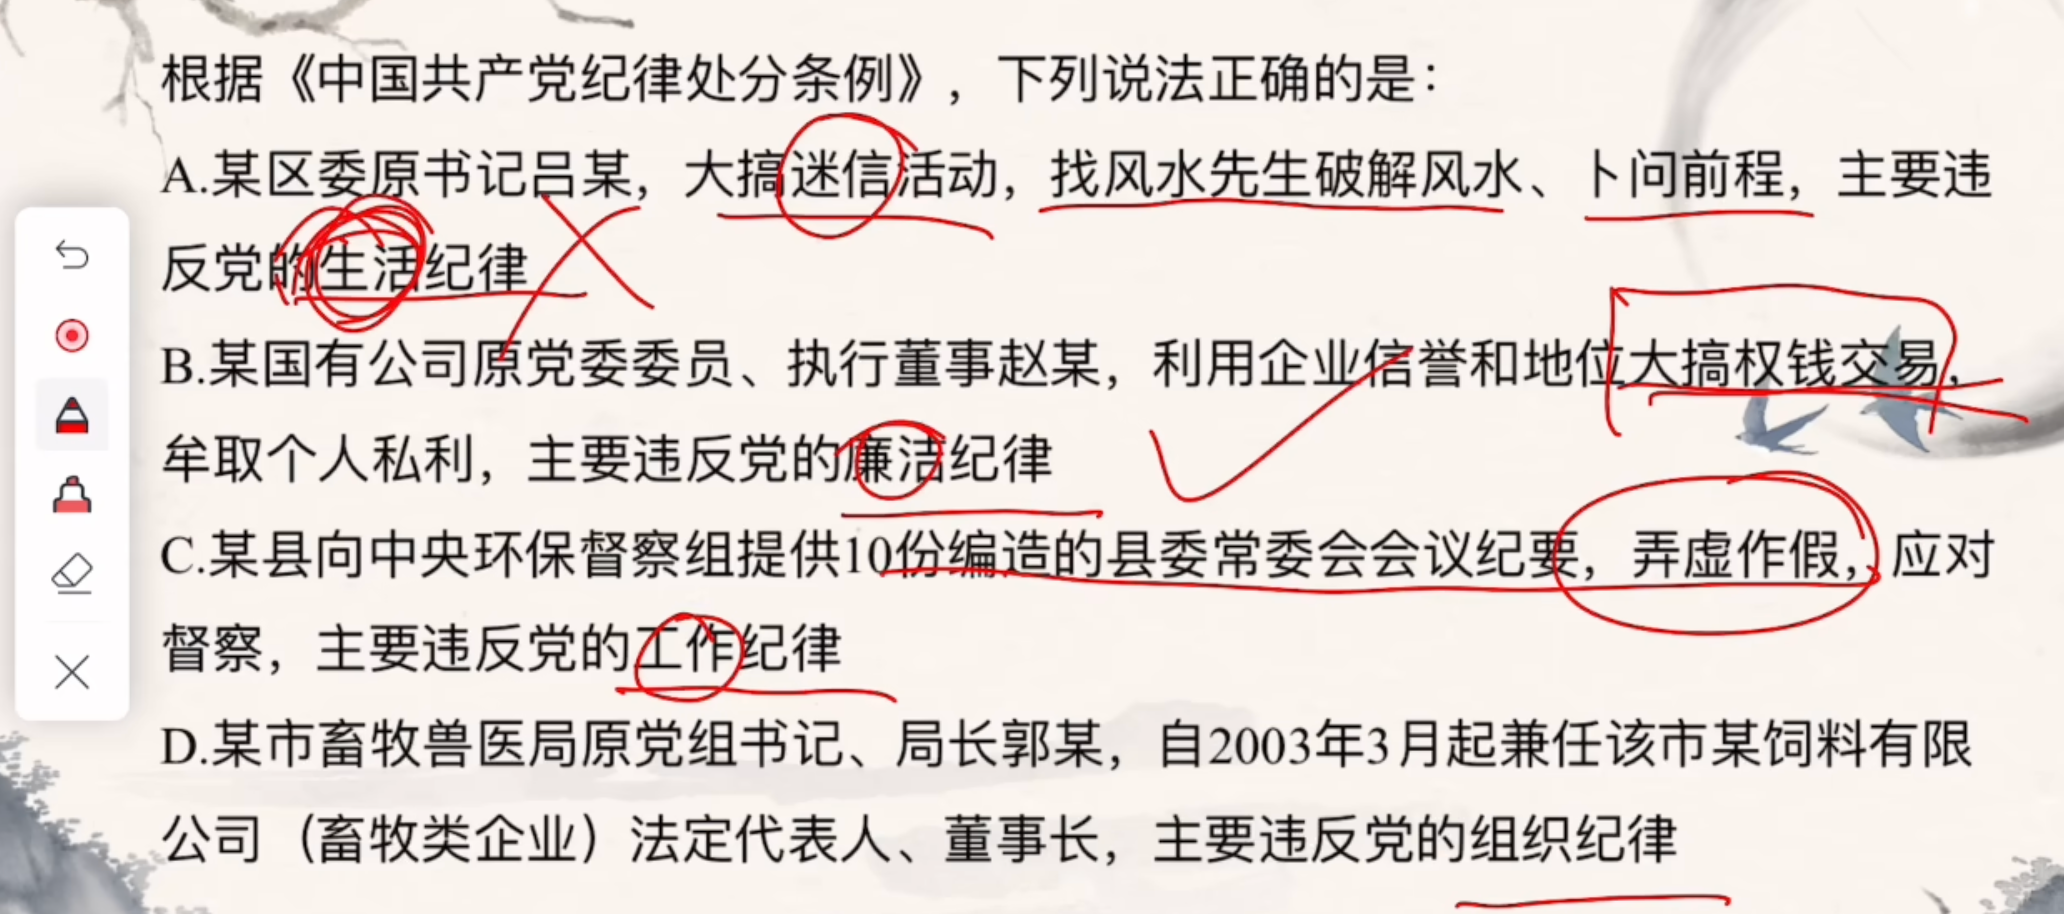 根据《中国共产党纪律处分条例》，下列说法正确的是：
A.某区委原书记吕某，大搞迷信活动，找风水先生破解风水、卜问前程，主要违
反党的生活纪律
B.某国有公司原党委委员、执行董事赵某，利用企业信誉和地位大搞权钱交易，
牟取个人私利，主要违反党的廉洁纪律
C.某县向中央环保督察组提供10份编造的县委常委会会议纪要，弄虚作假，应对
督察，主要违反党的工作纪律
D.某市畜牧兽医局原党组书记、局长郭某，自2003年3月起兼任该市某饲料有限
公司（畜牧类企业）法定代表人、董事长，主要违反党的组织纪律